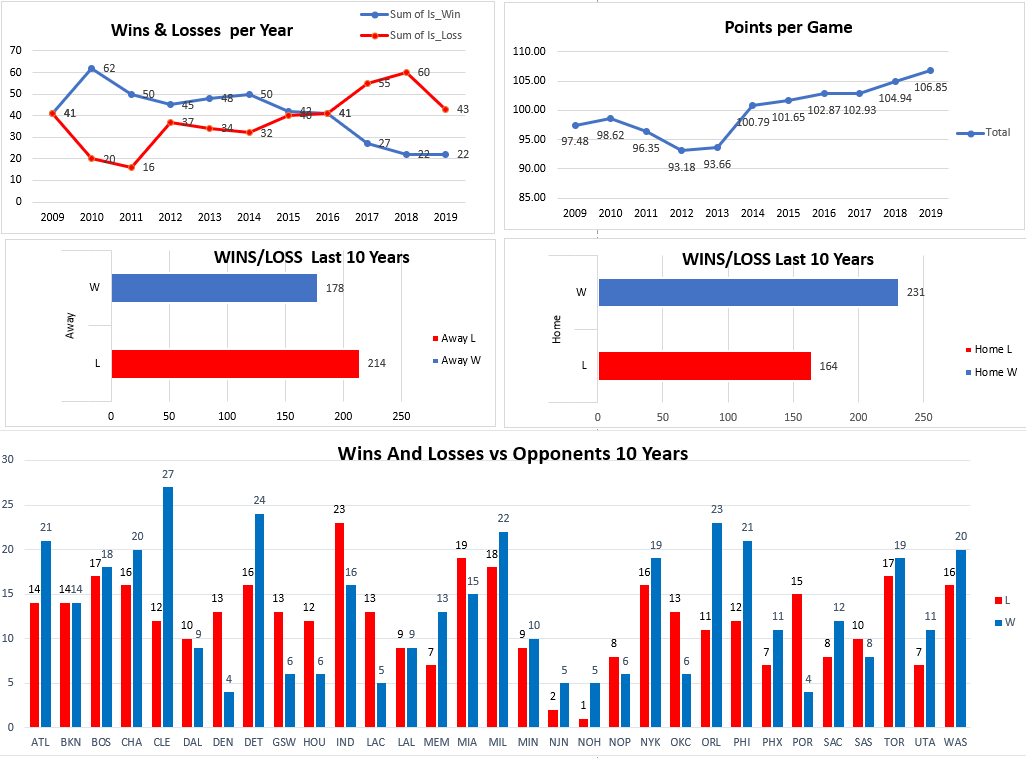 Wins & Losses  per Year
Sum of Is_Win
Sum of Is_Loss
70
60
50
40
30
20
10
0
41 62 50 45 48 50 42 41 27 22 22
41 20 16 37 34 32 40 41 55 60 43
2009 2010 2011 2012 2013 2014 2015 2016 2017 2018 2019
Points per Game
110.00
105.00
100.00
95.00
90.00
85.00
97.48 98.62 96.35 93.18 93.66 100.79 101.65 102.87 102.93 104.94 106.85
Total
2009 2010 2011 2012 2013 2014 2015 2016 2017 2018 2019
WINS/LOSS  Last 10 Years
Away
W
178
L
214
Away L
Away W
0 50 100 150 200 250
WINS/LOSS Last 10 Years
Home
W
231
L
164
Home L
Home W
0 50 100 150 200 250
Wins And Losses vs Opponents 10 Years
30
25
20
15
10
5
0
14 21 14 14 17 18 16 20 12 27 10 9 13 4 16 24 13 6 12 6 23 16 13 5 9 9 7 13 19 15 18 22 9 10 2 5 1 5 8 6 16 19 13 6 11 23 12 21 7 11 15 4 8 12 10 8 17 19 7 11 16 20
L
W
ATL BKN BOS CHA CLE DAL DEN DET GSW HOU IND LAC LAL MEM MIA MIL MIN NJN NOH NOP NYK OKC ORL PHI PHX POR SAC SAS TOR UTA WAS